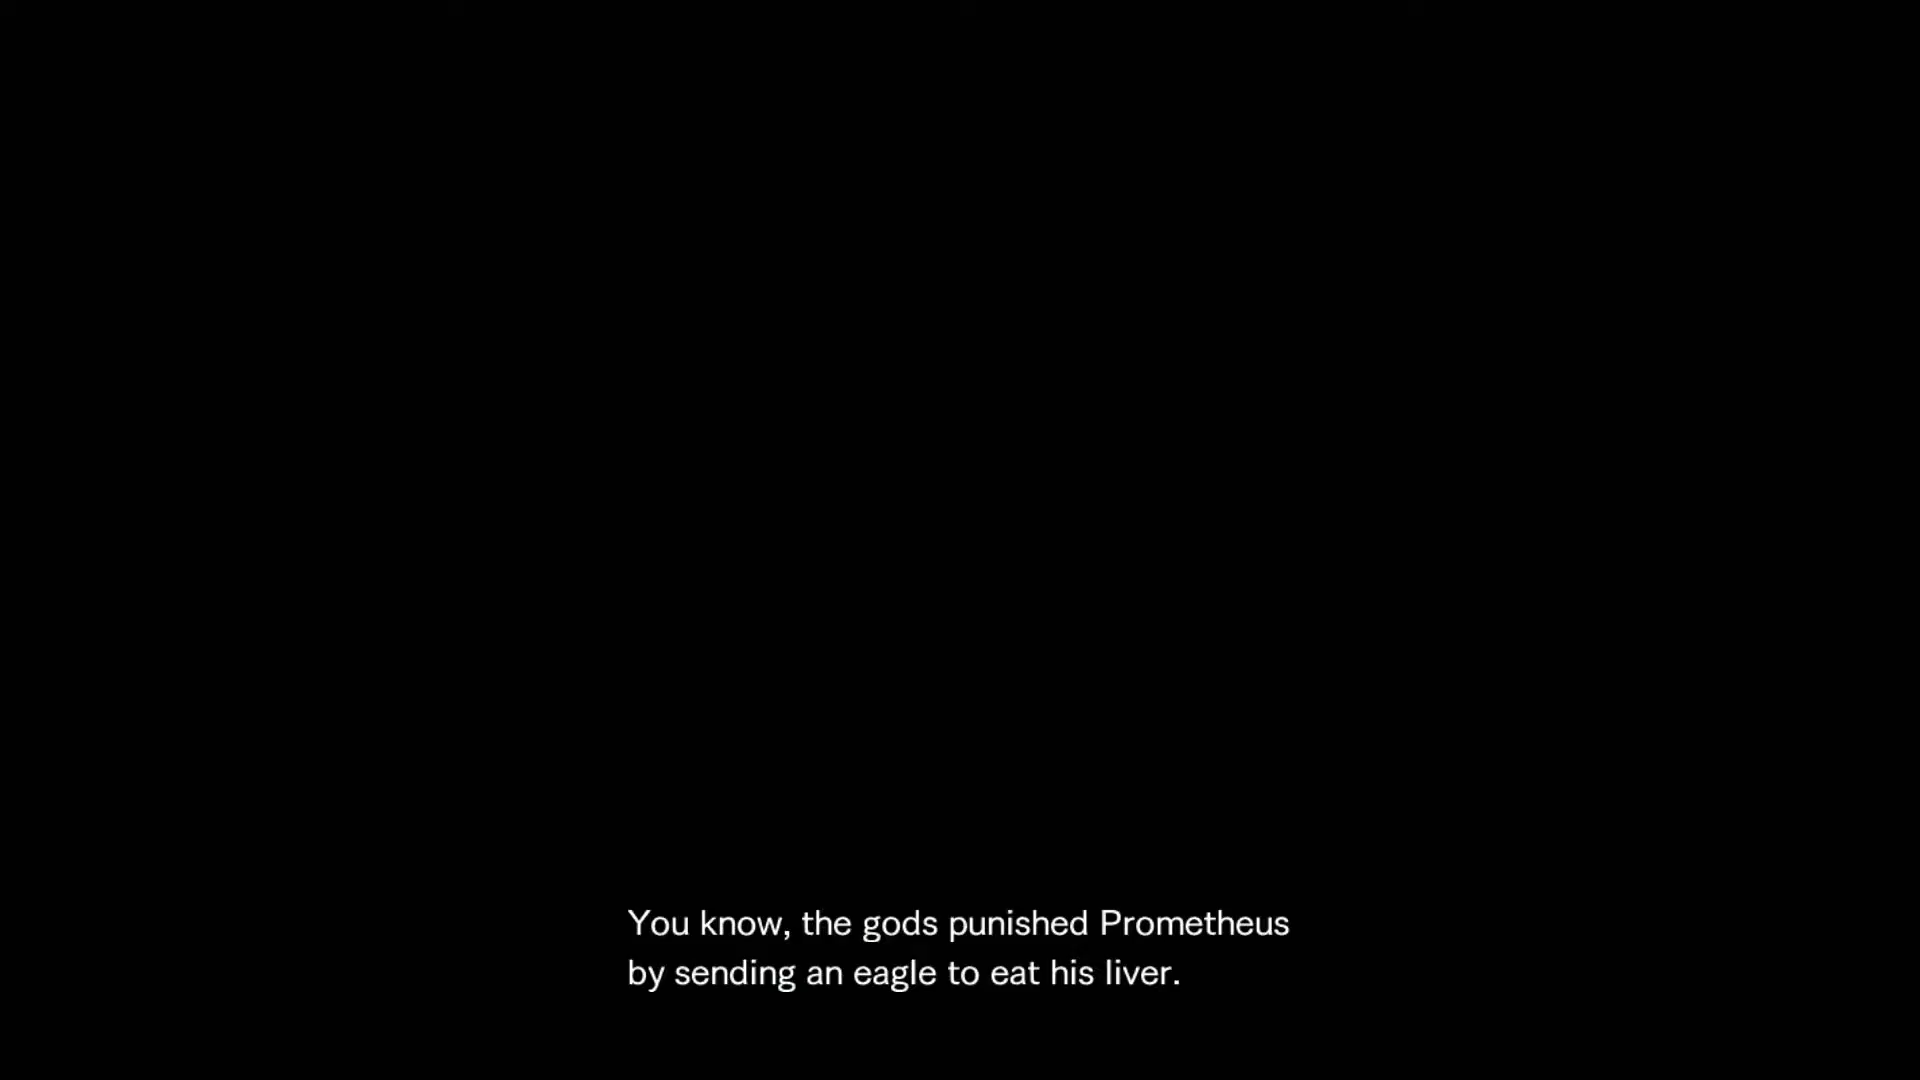 You know, the gods punished Prometheus
by sending an eagle to eat his liver.